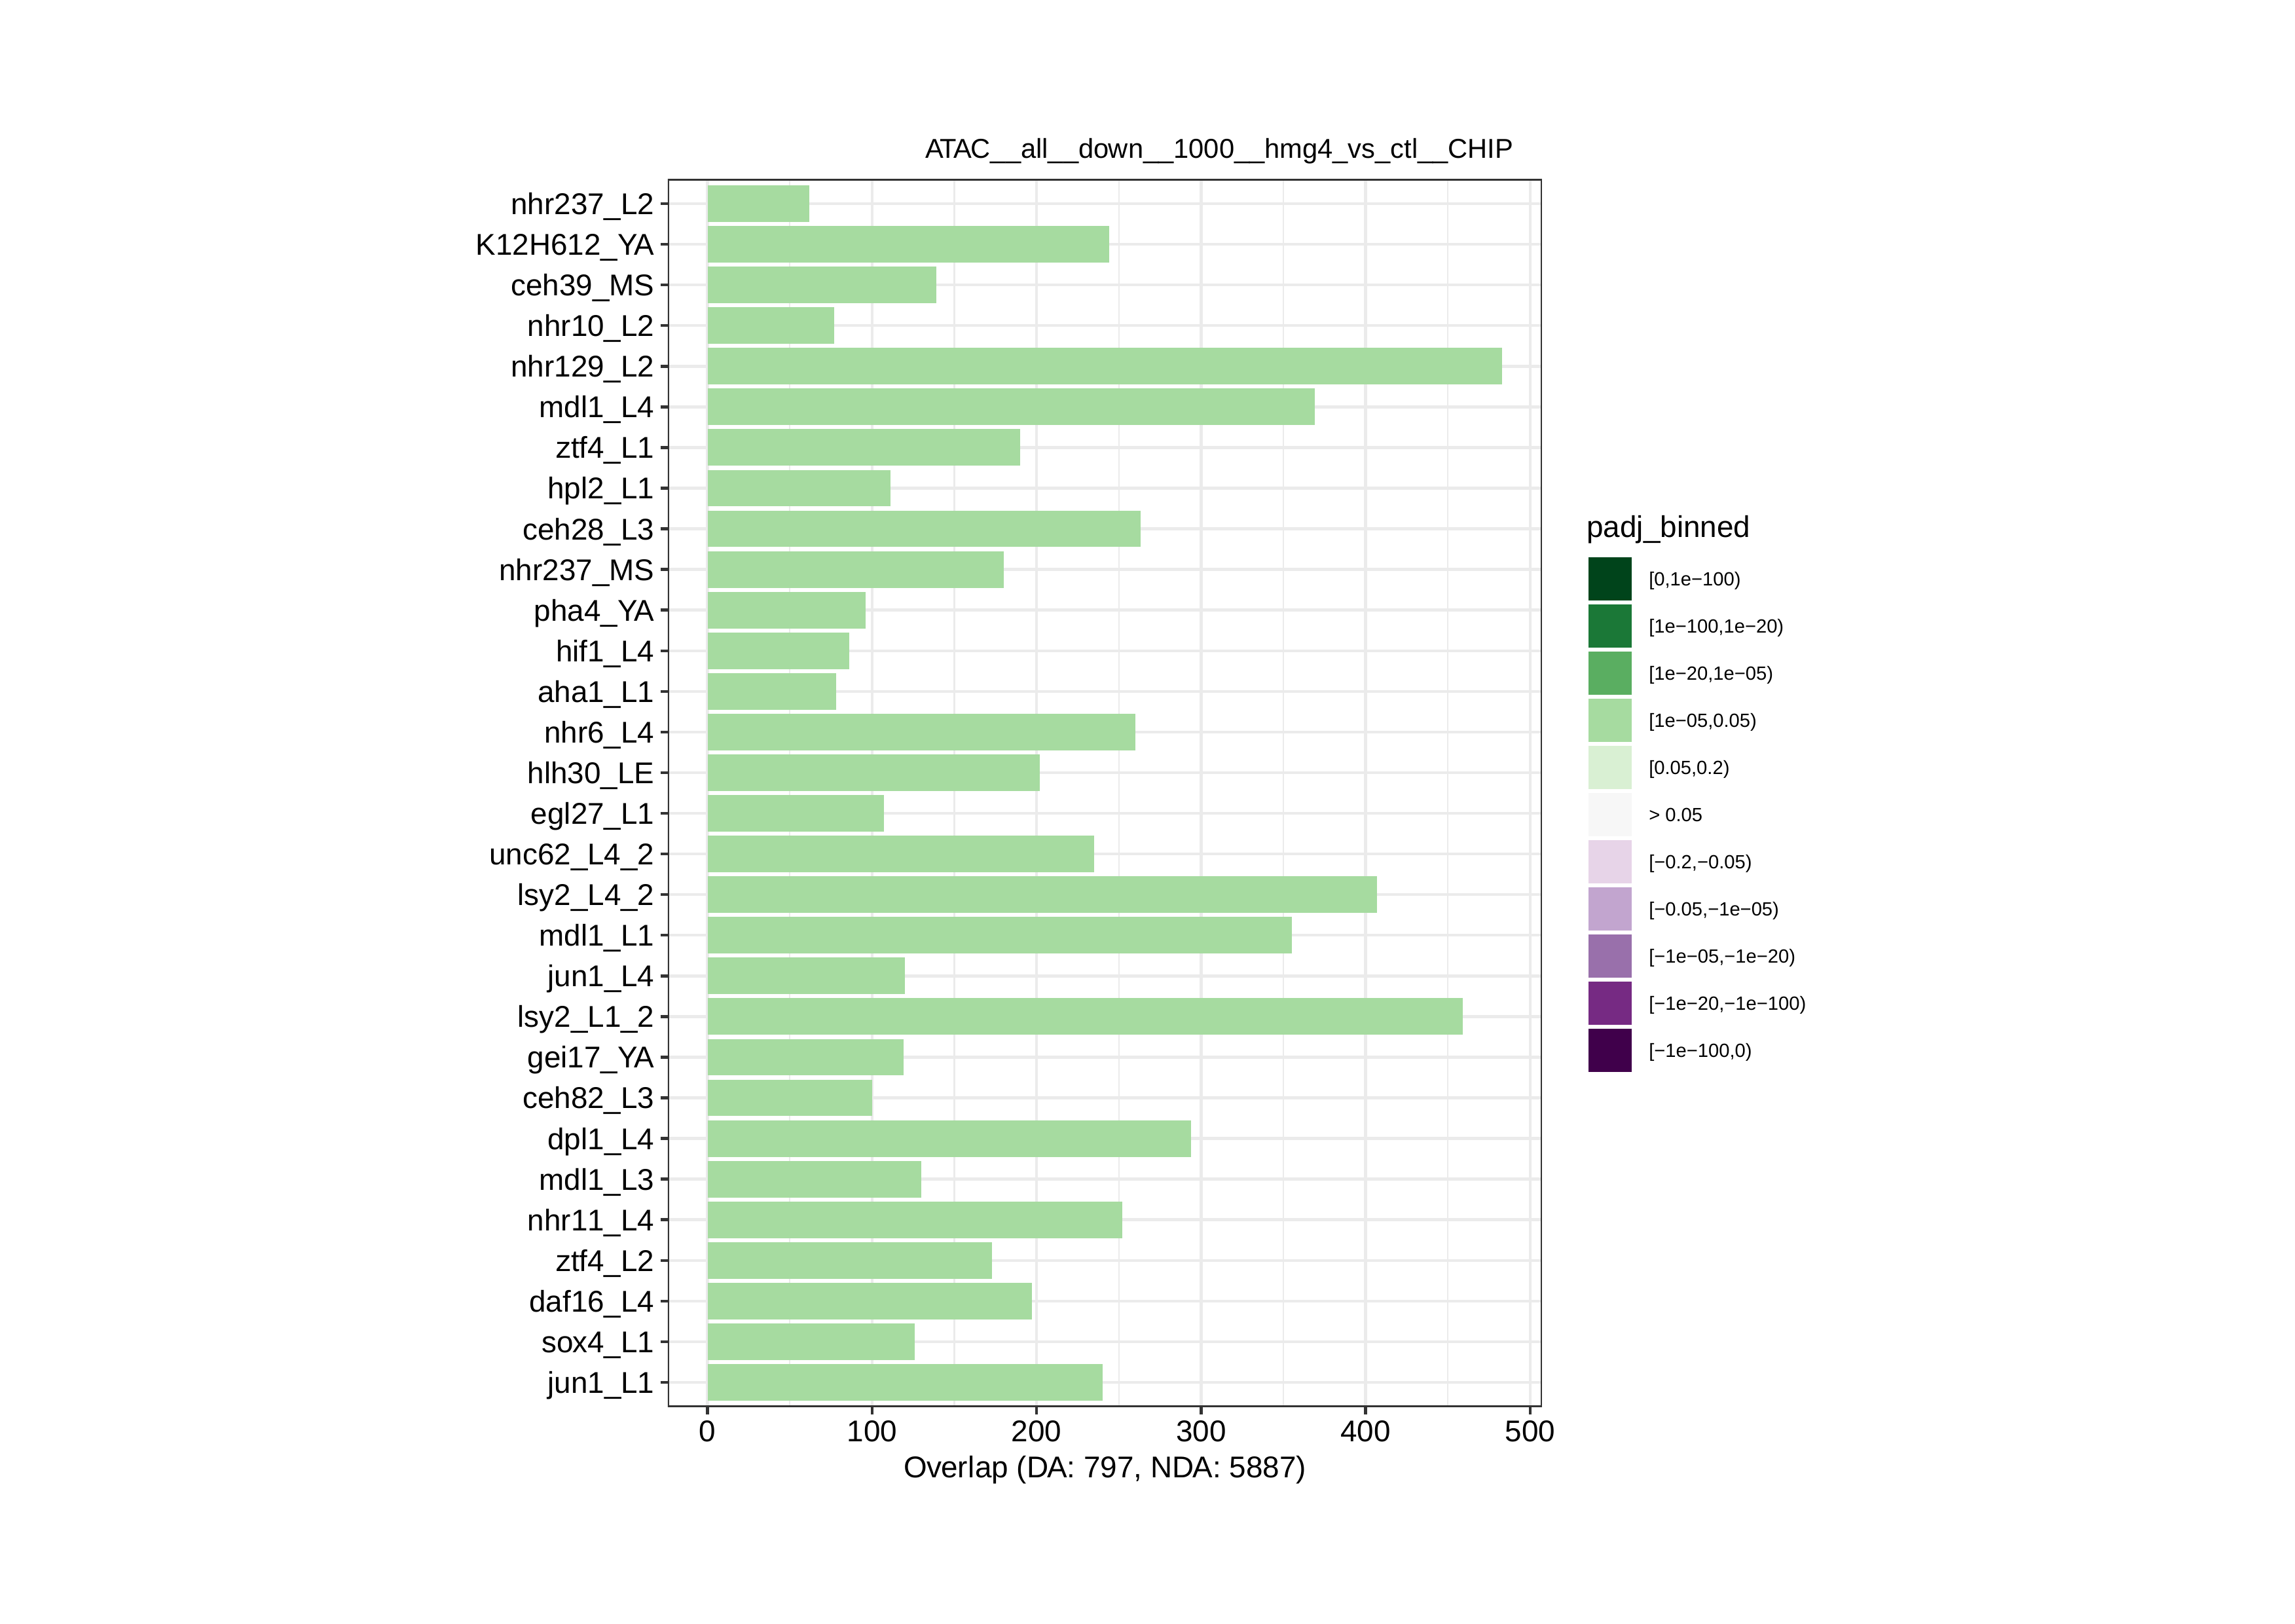 ATAC__all__down__1000__hmg4_vs_ctl__CHIP
nhr237_L2
K12H612_YA
ceh39_MS
nhr10_L2
nhr129_L2
mdl1_L4
ztf4_L1
hpl2_L1
ceh28_L3
nhr237_MS
pha4_YA
hif1_L4
aha1_L1
nhr6_L4
hlh30_LE
egl27_L1
unc62_L4_2
lsy2_L4_2
mdl1_L1
jun1_L4
lsy2_L1_2
gei17_YA
ceh82_L3
dpl1_L4
mdl1_L3
nhr11_L4
ztf4_L2
daf16_L4
sox4_L1
jun1_L1
0 100 200 300 400 500
Overlap (DA: 797, NDA: 5887)
padj_binned
[0,1e−100)
[1e−100,1e−20)
[1e−20,1e−05)
[1e−05,0.05)
[0.05,0.2)
> 0.05
[−0.2,−0.05)
[−0.05,−1e−05)
[−1e−05,−1e−20)
[−1e−20,−1e−100)
[−1e−100,0)